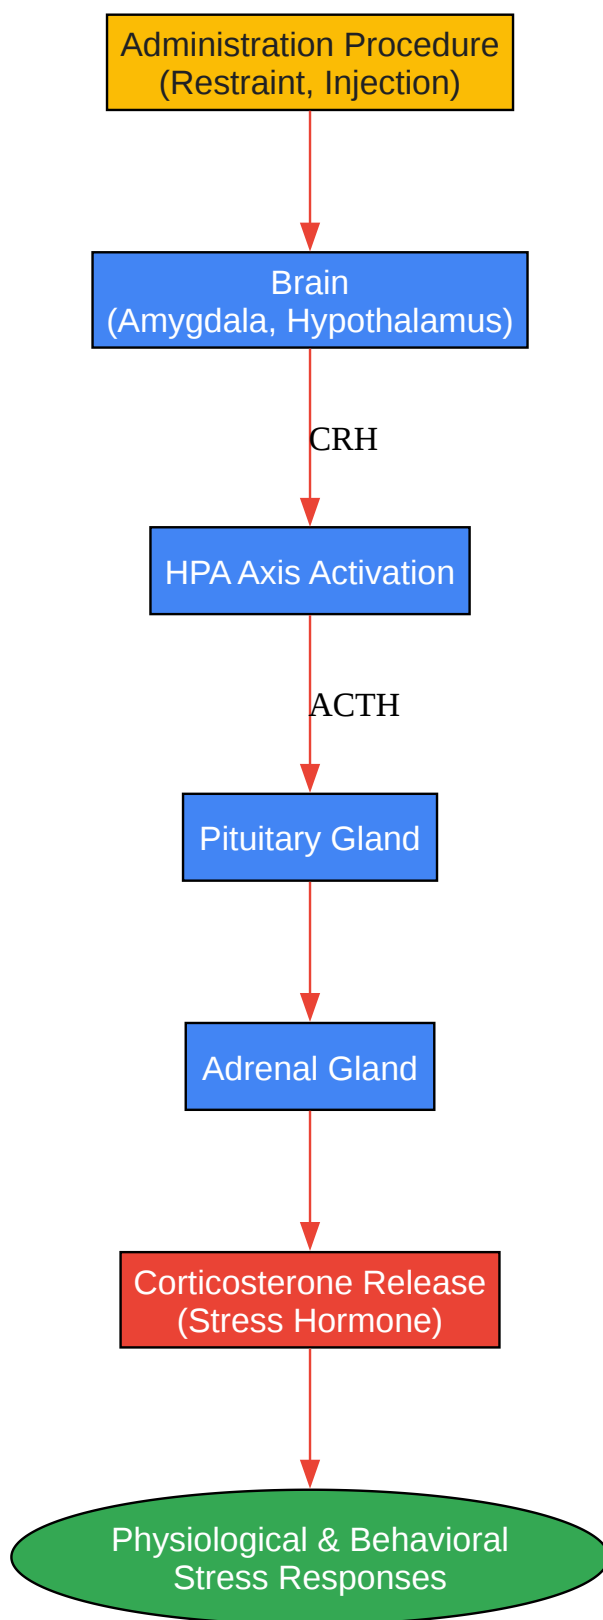 Administration Procedure
(Restraint, Injection)
Brain
(Amygdala, Hypothalamus)
CRH
HPA Axis Activation
ACTH
Pituitary Gland
Adrenal Gland
Corticosterone Release
(Stress Hormone)
Physiological & Behavioral
Stress Responses